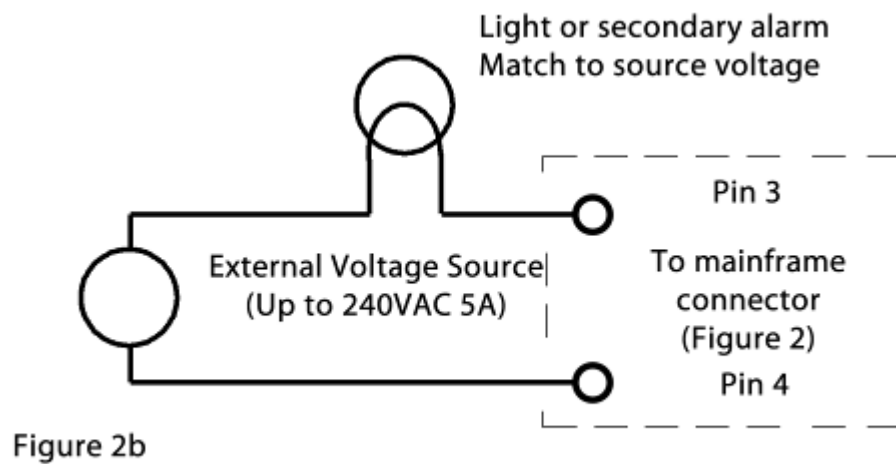 Light or secondary alarm
Match to source voltage
Pin 3
External Voltage Source
(Up to 240VAC 5A)
To mainframe
connector
(Figure 2)
Pin 4
Figure 2b